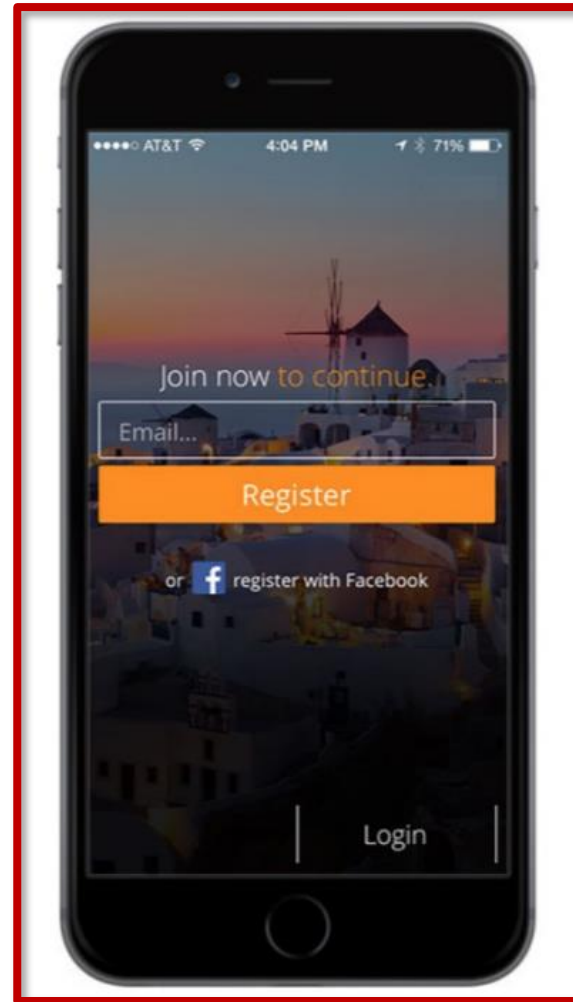 ●●●●○ AT&T 4:04 PM 71%
Join now to continue.
Email...
Register
or f register with Facebook
Login